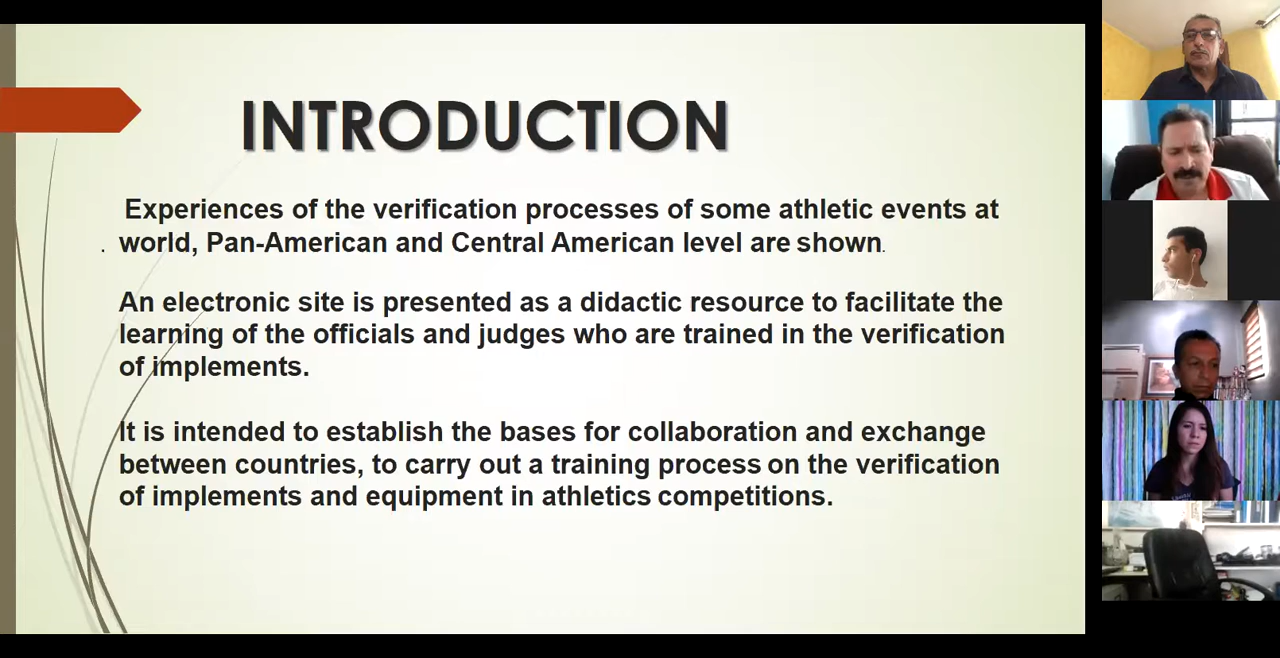 INTRODUCTION
Experiences of the verification processes of some athletic events at
. world, Pan-American and Central American level are shown.
An electronic site is presented as a didactic resource to facilitate the
learning of the officials and judges who are trained in the verification
of implements.
It is intended to establish the bases for collaboration and exchange
between countries, to carry out a training process on the verification
of implements and equipment in athletics competitions.